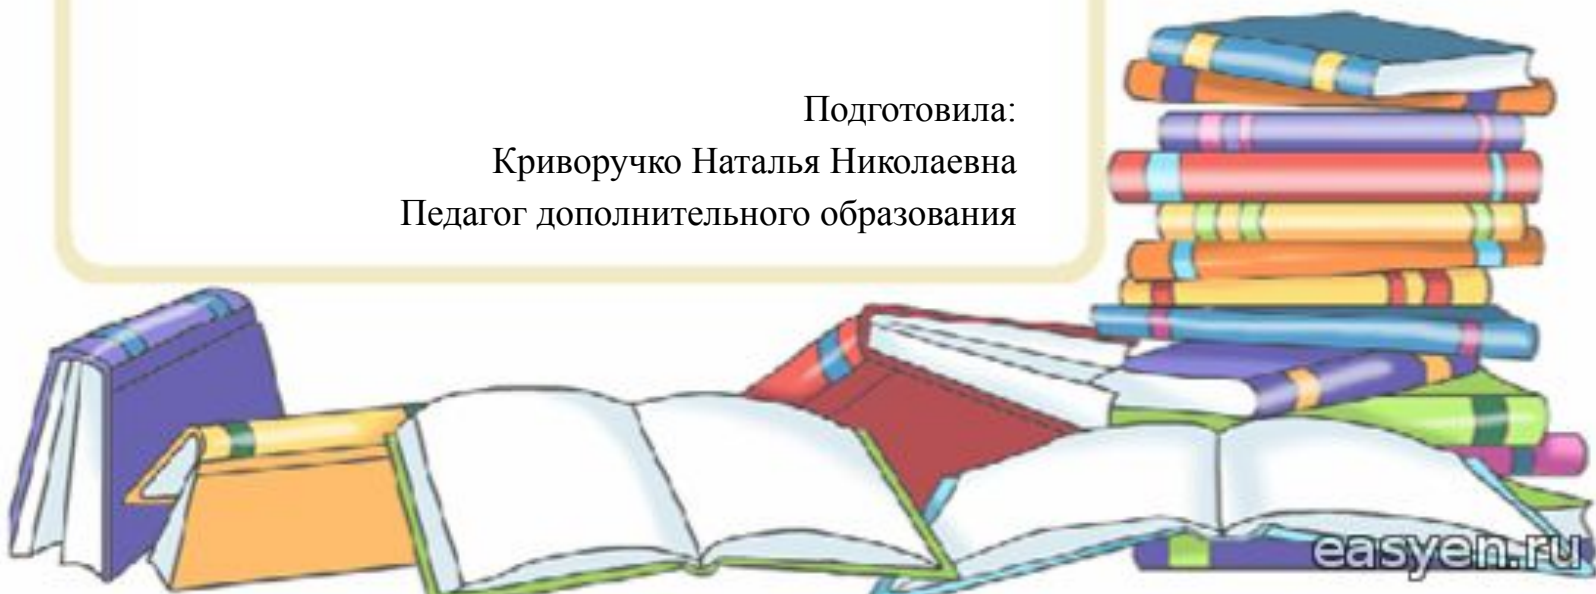 Подготовила:
Криворучко Наталья Николаевна
Педагог дополнительного образования
easyen.ru